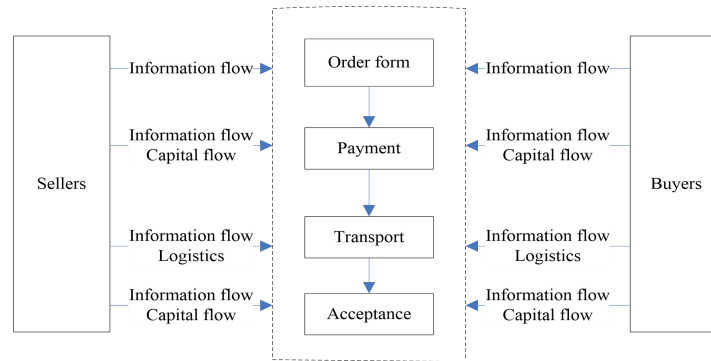 Information flow
Order form
Information flow
Information flow
Capital flow
Payment
Information flow
Capital flow
Sellers
Buyers
Information flow
Logistics
Transport
Information flow
Logistics
Information flow
Capital flow
Acceptance
Information flow
Capital flow